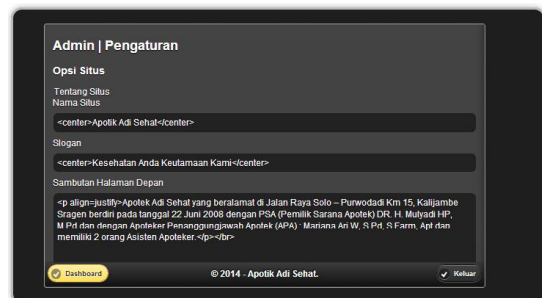 Admin | Pengaturan
Opsi Situs
Tentang Situs
Nama Situs
<center>Apotik Adi Sehat</center>
Slogan
<center>Kesehatan Anda Keutamaan Kami</center>
Sambutan Halaman Depan
<p align=justify>Apotek Adi Sehat yang beralamat di Jalan Raya Solo – Purwodadi Km 15, Kalijambe
Sragen berdiri pada tanggal 22 Juni 2008 dengan PSA (Pemilik Sarana Apotek) DR. H. Mulyadi HP,
M.Pd dan dengan Apoteker Penanggungjawab Apotek (APA) : Mariana Ari W, S.Pd, S.Farm, Apt dan
memiliki 2 orang Asisten Apoteker.</p></br>
Dashboard
© 2014 - Apotik Adi Sehat.
Keluar